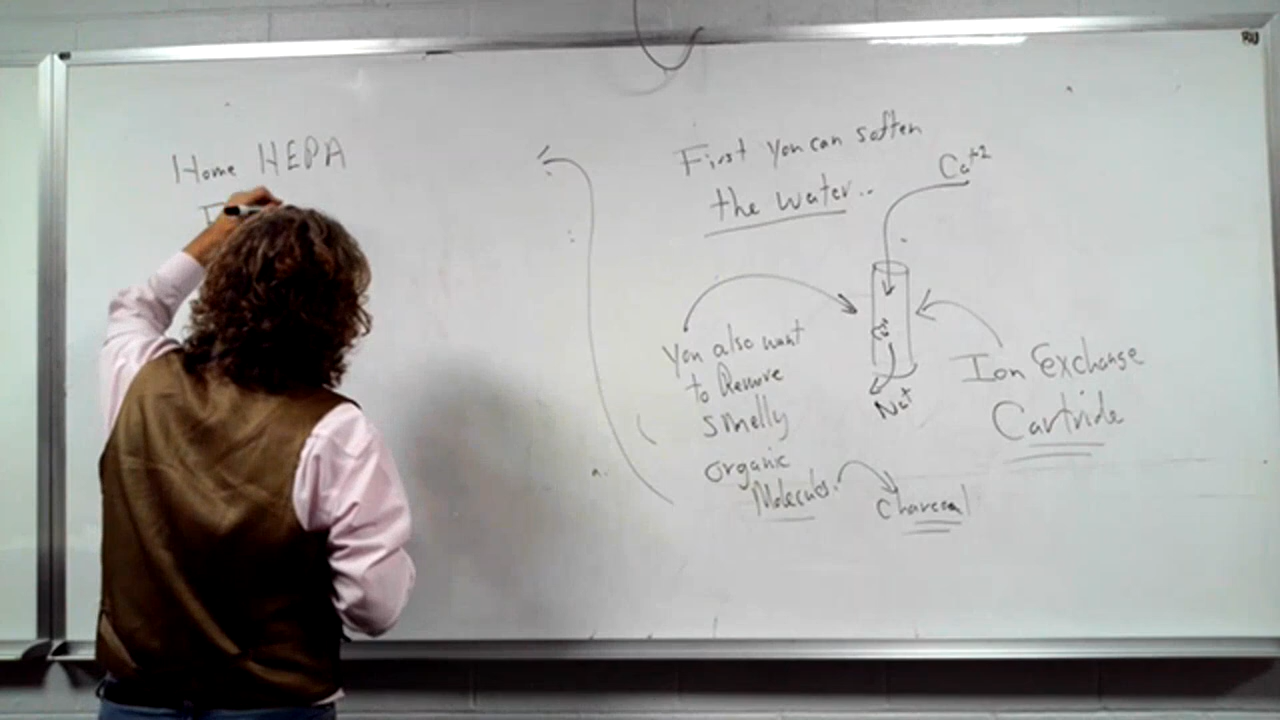 Home HEPA
F
First you can soften
the water..
Ca+2
You also want
to Remove
smelly
organic
Molecules.
Charcoal
Na+
Ion Exchange
Cartride